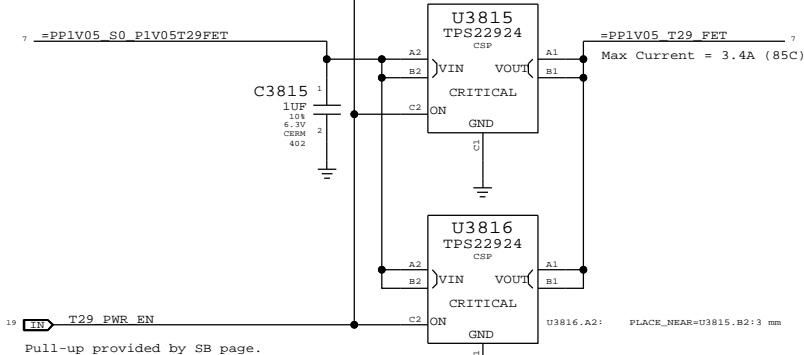 U3815
TPS22924
CSP
7 =PP1V05_S0_P1V05T29FET
=PP1V05_T29_FET 7
Max Current = 3.4A (85C)
A2 A1
B2 VIN VOUT B1
C3815 1
1UF
10%
6.3V
CERM 2
402
CRITICAL
C2 ON
GND
C1
U3816
TPS22924
CSP
A2 A1
B2 VIN VOUT B1
CRITICAL
19 IN T29_PWR_EN
C2 ON
U3816.A2: PLACE_NEAR=U3815.B2:3 mm
GND
C1
Pull-up provided by SB page.